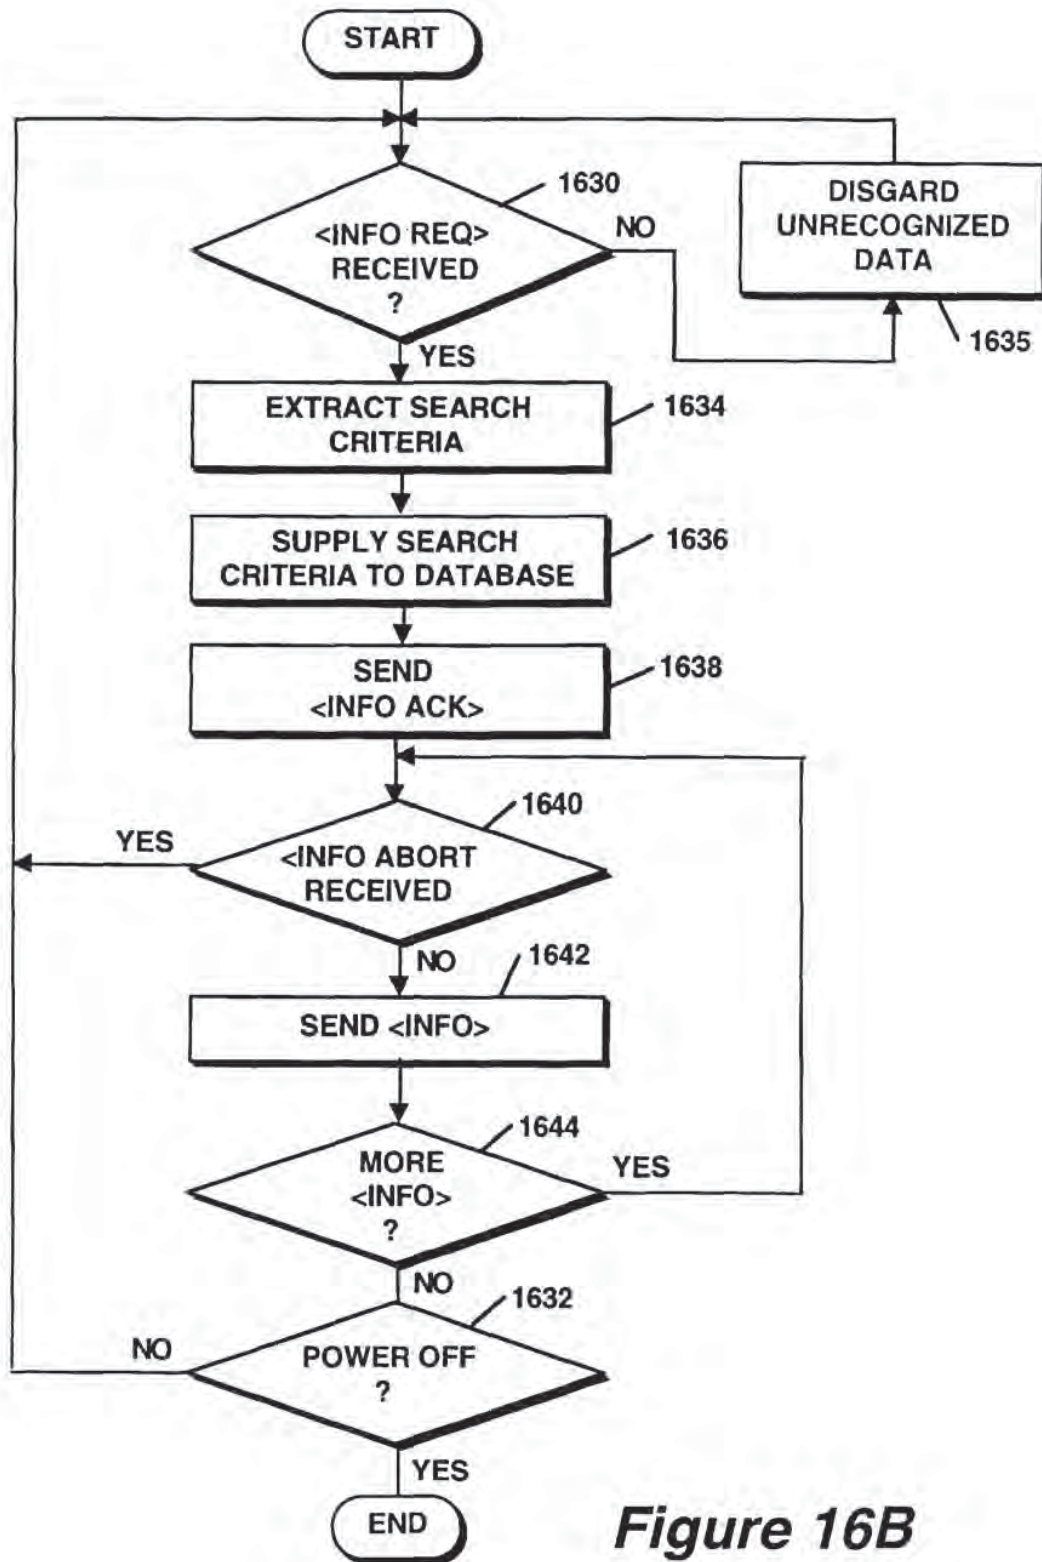 START
1630
<INFO REQ>
RECEIVED
?
NO
YES
DISGARD
UNRECOGNIZED
DATA
1635
EXTRACT SEARCH
CRITERIA
1634
SUPPLY SEARCH
CRITERIA TO DATABASE
1636
SEND
<INFO ACK>
1638
1640
YES
<INFO ABORT
RECEIVED
NO
1642
SEND <INFO>
1644
MORE
<INFO>
?
YES
NO
1632
NO
POWER OFF
?
YES
END
Figure 16B